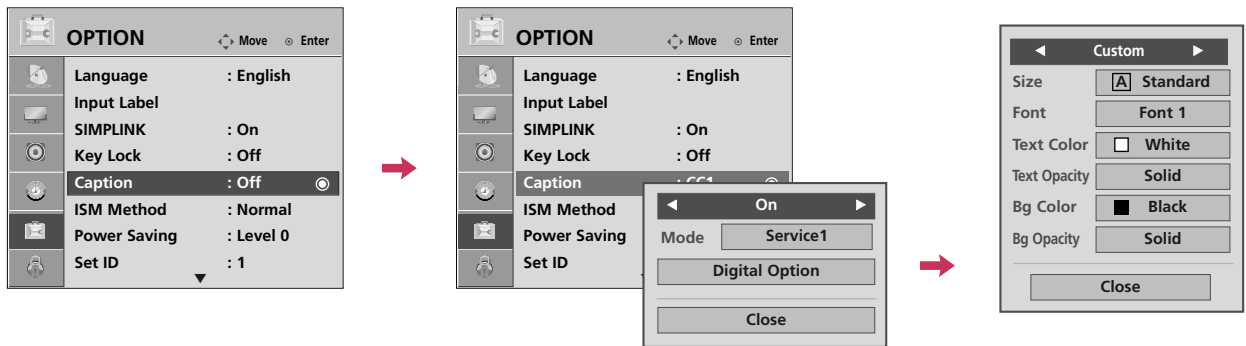 OPTION Move Enter
Language : English
Input Label
SIMPLINK : On
Key Lock : Off
Caption : Off
ISM Method : Normal
Power Saving : Level 0
Set ID : 1
OPTION Move Enter
Language : English
Input Label
SIMPLINK : On
Key Lock : Off
Caption : CC1
ISM Method
Power Saving
Set ID
On
Mode Service1
Digital Option
Close
Custom
Size A Standard
Font Font 1
Text Color White
Text Opacity Solid
Bg Color Black
Bg Opacity Solid
Close